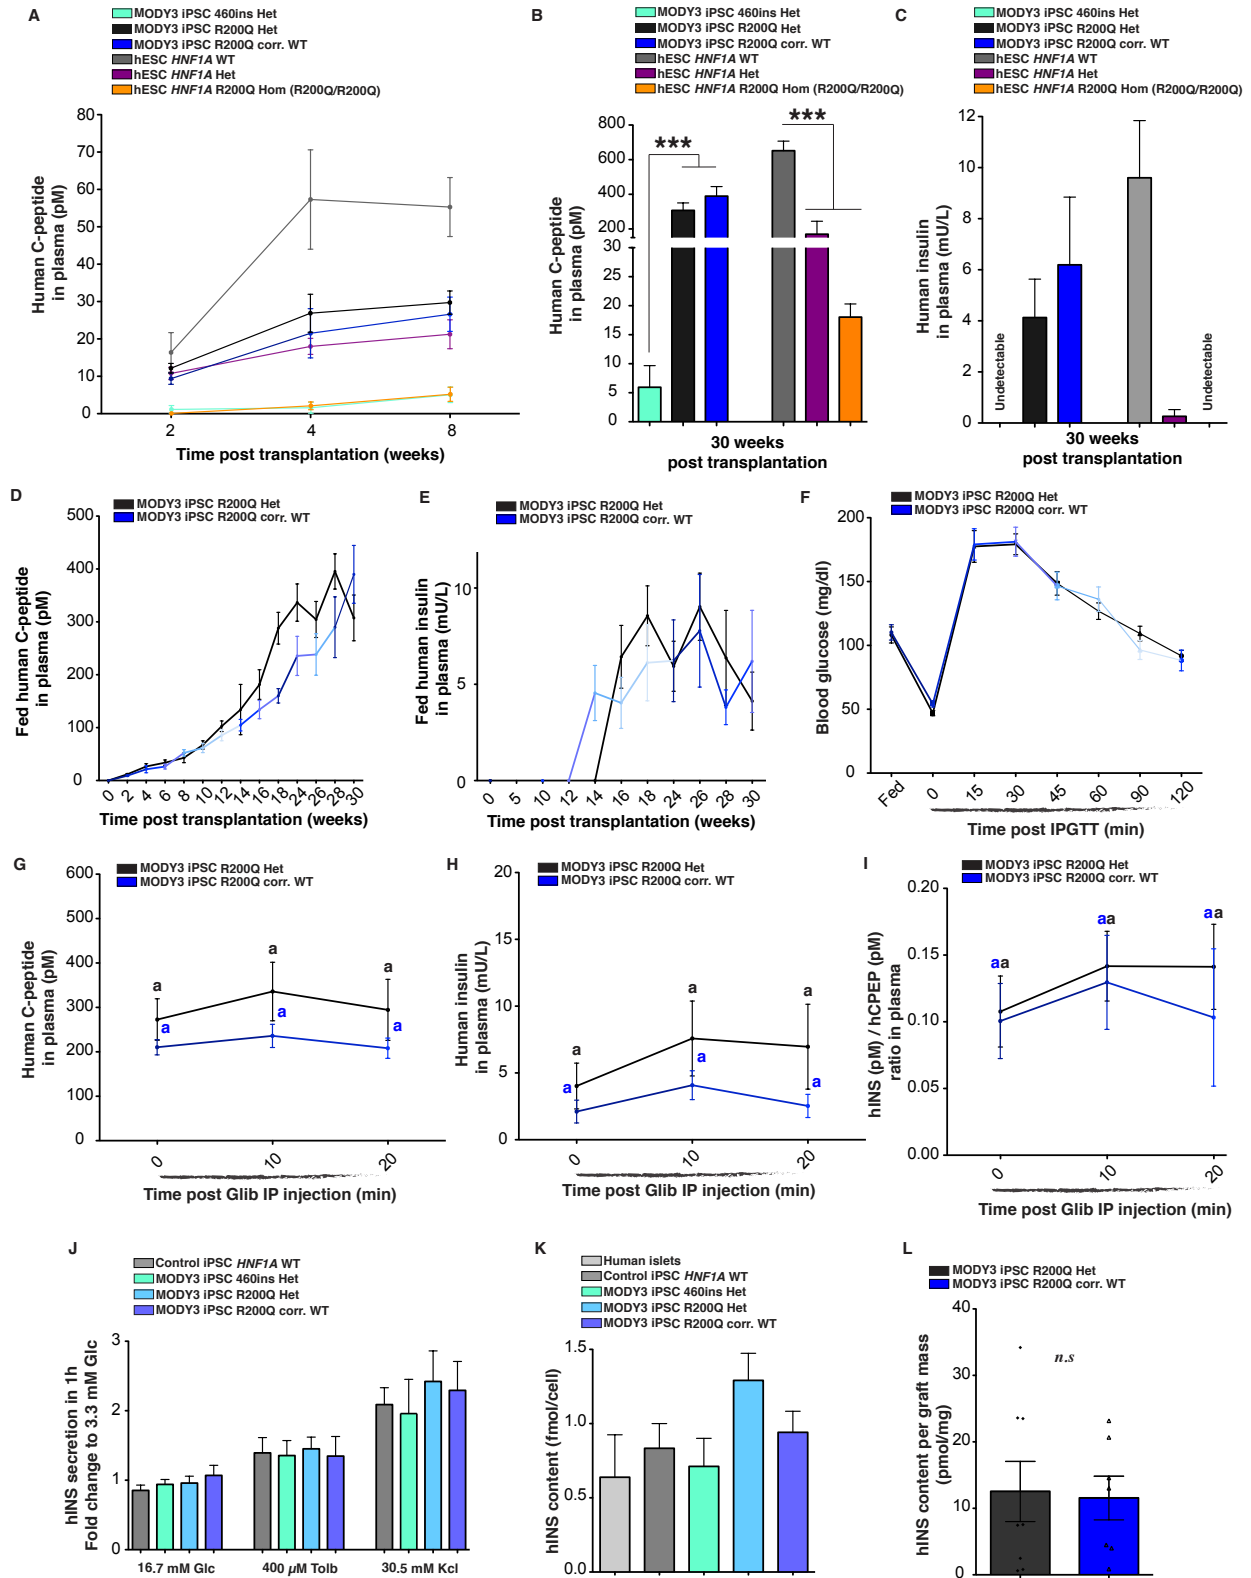 A
MODY3 iPSC 460ins Het
MODY3 iPSC R200Q Het
MODY3 iPSC R200Q corr. WT
hESC HNF1A WT
hESC HNF1A Het
hESC HNF1A R200Q Hom (R200Q/R200Q)
Human C-peptide
in plasma (pM)
80
70
60
50
40
30
20
10
0
2
4
8
Time post transplantation (weeks)
B
MODY3 iPSC 460ins Het
MODY3 iPSC R200Q Het
MODY3 iPSC R200Q corr. WT
hESC HNF1A WT
hESC HNF1A Het
hESC HNF1A R200Q Hom (R200Q/R200Q)
Human C-peptide
in plasma (pM)
800
600
400
200
30
25
20
15
10
5
0
***
***
30 weeks
post transplantation
C
MODY3 iPSC 460ins Het
MODY3 iPSC R200Q Het
MODY3 iPSC R200Q corr. WT
hESC HNF1A WT
hESC HNF1A Het
hESC HNF1A R200Q Hom (R200Q/R200Q)
Human insulin
in plasma (mU/L)
12
10
8
6
4
2
0
Undetectable
Undetectable
30 weeks
post transplantation
D
MODY3 iPSC R200Q Het
MODY3 iPSC R200Q corr. WT
Fed human C-peptide
in plasma (pM)
500
400
300
200
100
0
0 2 4 6 8 10 12 14 16 18 24 26 28 30
Time post transplantation (weeks)
E
MODY3 iPSC R200Q Het
MODY3 iPSC R200Q corr. WT
Fed human insulin
in plasma (mU/L)
10
5
0
0 5 10 12 14 16 18 24 26 28 30
Time post transplantation (weeks)
F
MODY3 iPSC R200Q Het
MODY3 iPSC R200Q corr. WT
Blood glucose (mg/dl)
200
150
100
50
0
Fed 0 15 30 45 60 90 120
Time post IPGTT (min)
G
MODY3 iPSC R200Q Het
MODY3 iPSC R200Q corr. WT
Human C-peptide
in plasma (pM)
600
500
400
300
200
100
0
a a a
a a a
0 10 20
Time post Glib IP injection (min)
H
MODY3 iPSC R200Q Het
MODY3 iPSC R200Q corr. WT
Human insulin
in plasma (mU/L)
20
15
10
5
0
a a a
a a a
0 10 20
Time post Glib IP injection (min)
I
MODY3 iPSC R200Q Het
MODY3 iPSC R200Q corr. WT
hINS (pM) / hCPEP (pM)
ratio in plasma
0.20
0.15
0.10
0.05
0.00
aa aa aa
0 10 20
Time post Glib IP injection (min)
J
Control iPSC HNF1A WT
MODY3 iPSC 460ins Het
MODY3 iPSC R200Q Het
MODY3 iPSC R200Q corr. WT
hINS secretion in 1h
Fold change to 3.3 mM Glc
3
2
1
0
16.7 mM Glc
400 µM Tolb
30.5 mM Kcl
K
Human islets
Control iPSC HNF1A WT
MODY3 iPSC 460ins Het
MODY3 iPSC R200Q Het
MODY3 iPSC R200Q corr. WT
hINS content (fmol/cell)
1.5
1.0
0.5
0.0
L
MODY3 iPSC R200Q Het
MODY3 iPSC R200Q corr. WT
hINS content per graft mass
(pmol/mg)
40
30
20
10
0
n.s